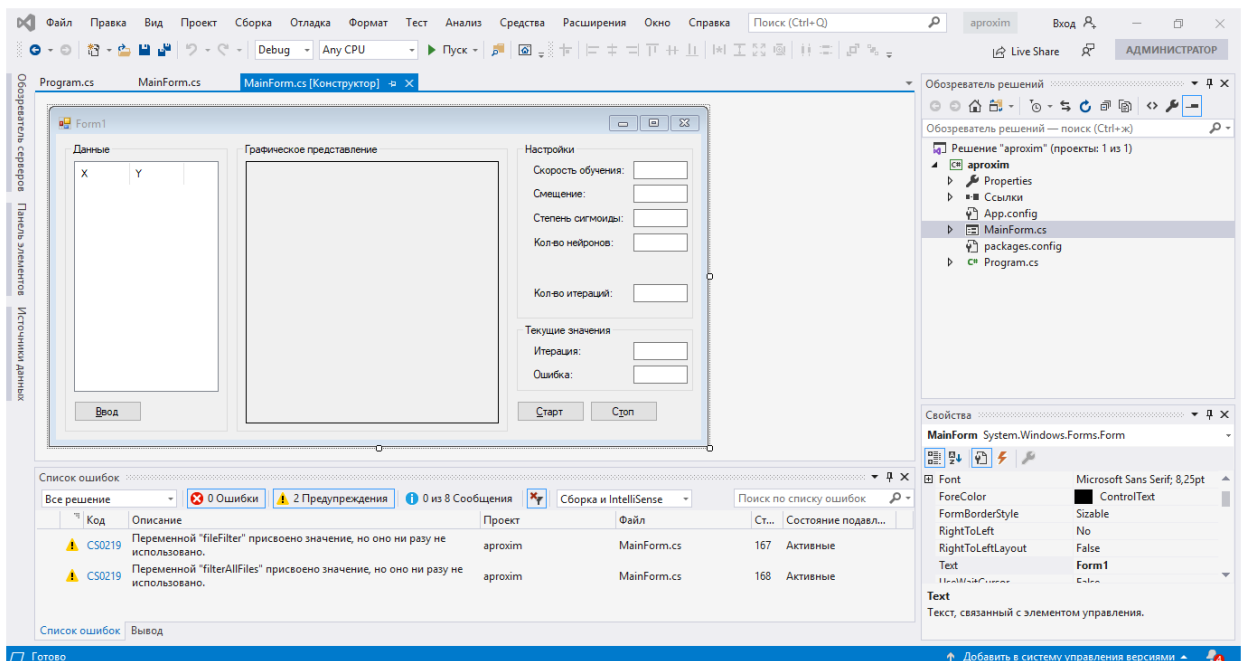 Файл Правка Вид Проект Сборка Отладка Формат Тест Анализ Средства Расширения Окно Справка Поиск (Ctrl+Q) aproxim Вход
Debug Any CPU Пуск Live Share АДМИНИСТРАТОР
Обозреватель серверов
Панель элементов
Источники данных
Program.cs MainForm.cs MainForm.cs [Конструктор]
Form1
Данные
X Y
Ввод
Графическое представление
Настройки
Скорость обучения:
Смещение:
Степень сигмоиды:
Кол-во нейронов:
Кол-во итераций:
Текущие значения
Итерация:
Ошибка:
Старт Стоп
Обозреватель решений
Обозреватель решений — поиск (Ctrl+ж)
Решение "aproxim" (проекты: 1 из 1)
C# aproxim
Properties
Ссылки
App.config
MainForm.cs
packages.config
C# Program.cs
Свойства
MainForm System.Windows.Forms.Form
Font Microsoft Sans Serif; 8,25pt
ForeColor ControlText
FormBorderStyle Sizable
RightToLeft No
RightToLeftLayout False
Text Form1
UseWaitCursor False
Text
Текст, связанный с элементом управления.
Список ошибок
Все решение 0 Ошибки 2 Предупреждения 0 из 8 Сообщения Сборка и IntelliSense Поиск по списку ошибок
Код Описание Проект Файл Ст... Состояние подавл...
CS0219 Переменной "fileFilter" присвоено значение, но оно ни разу не использовано. aproxim MainForm.cs 167 Активные
CS0219 Переменной "filterAllFiles" присвоено значение, но оно ни разу не использовано. aproxim MainForm.cs 168 Активные
Список ошибок Вывод
Готово Добавить в систему управления версиями